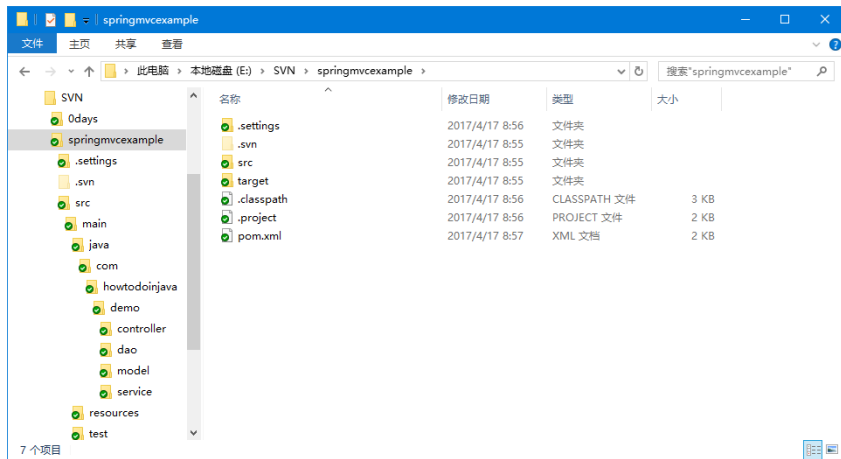 springmvcexample
文件 主页 共享 查看
此电脑 › 本地磁盘 (E:) › SVN › springmvcexample ›
搜索"springmvcexample"
SVN
0days
springmvcexample
.settings
.svn
src
main
java
com
howtodoinjava
demo
controller
dao
model
service
resources
test
名称 修改日期 类型 大小
.settings 2017/4/17 8:56 文件夹
.svn 2017/4/17 8:55 文件夹
src 2017/4/17 8:55 文件夹
target 2017/4/17 8:55 文件夹
.classpath 2017/4/17 8:56 CLASSPATH 文件 3 KB
.project 2017/4/17 8:56 PROJECT 文件 2 KB
pom.xml 2017/4/17 8:57 XML 文档 2 KB
7 个项目